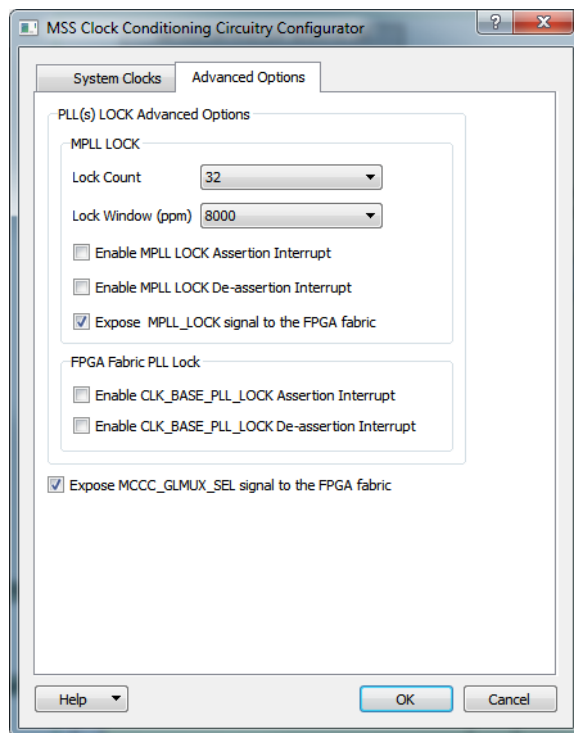 MSS Clock Conditioning Circuitry Configurator
? X
System Clocks Advanced Options
PLL(s) LOCK Advanced Options
MPLL LOCK
Lock Count 32
Lock Window (ppm) 8000
Enable MPLL LOCK Assertion Interrupt
Enable MPLL LOCK De-assertion Interrupt
Expose MPLL_LOCK signal to the FPGA fabric
FPGA Fabric PLL Lock
Enable CLK_BASE_PLL_LOCK Assertion Interrupt
Enable CLK_BASE_PLL_LOCK De-assertion Interrupt
Expose MCCC_GLMUX_SEL signal to the FPGA fabric
Help OK Cancel